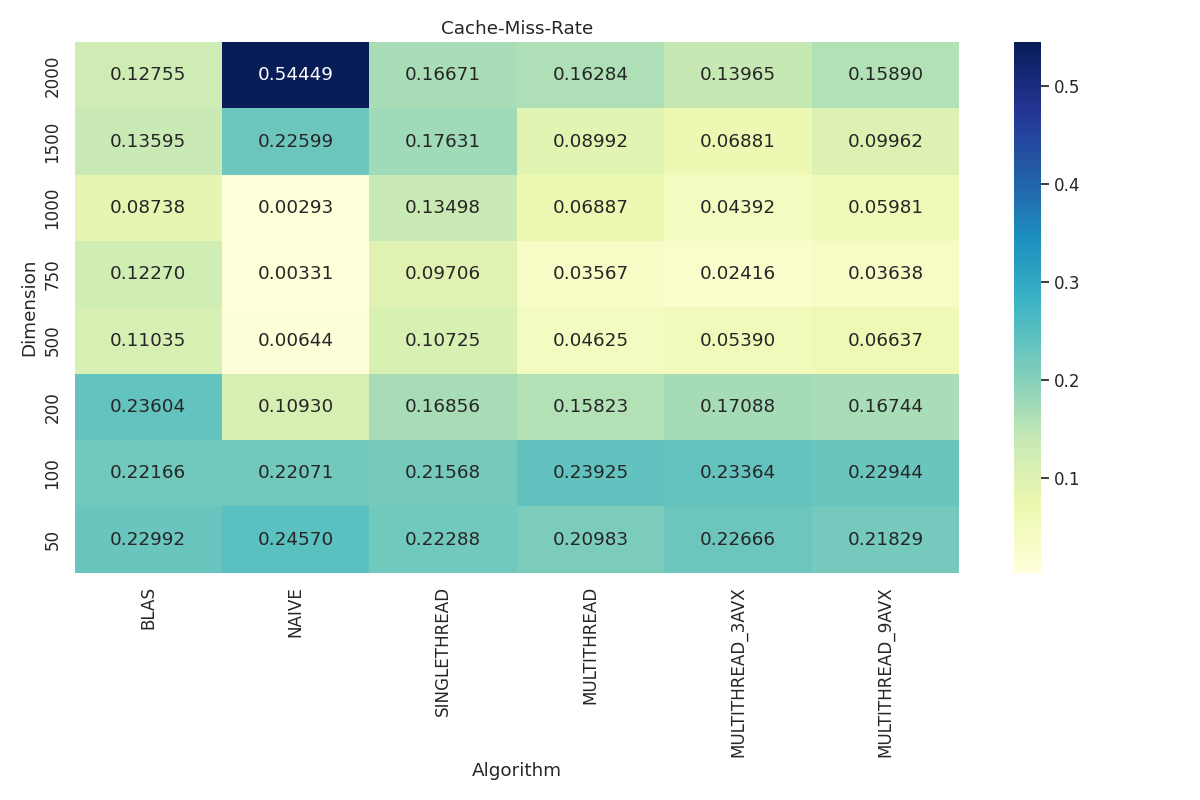 Cache-Miss-Rate
Dimension
2000 0.12755 0.54449 0.16671 0.16284 0.13965 0.15890
1500 0.13595 0.22599 0.17631 0.08992 0.06881 0.09962
1000 0.08738 0.00293 0.13498 0.06887 0.04392 0.05981
750 0.12270 0.00331 0.09706 0.03567 0.02416 0.03638
500 0.11035 0.00644 0.10725 0.04625 0.05390 0.06637
200 0.23604 0.10930 0.16856 0.15823 0.17088 0.16744
100 0.22166 0.22071 0.21568 0.23925 0.23364 0.22944
50 0.22992 0.24570 0.22288 0.20983 0.22666 0.21829
BLAS
NAIVE
SINGLETHREAD
MULTITHREAD
MULTITHREAD_3AVX
MULTITHREAD_9AVX
Algorithm
0.5
0.4
0.3
0.2
0.1